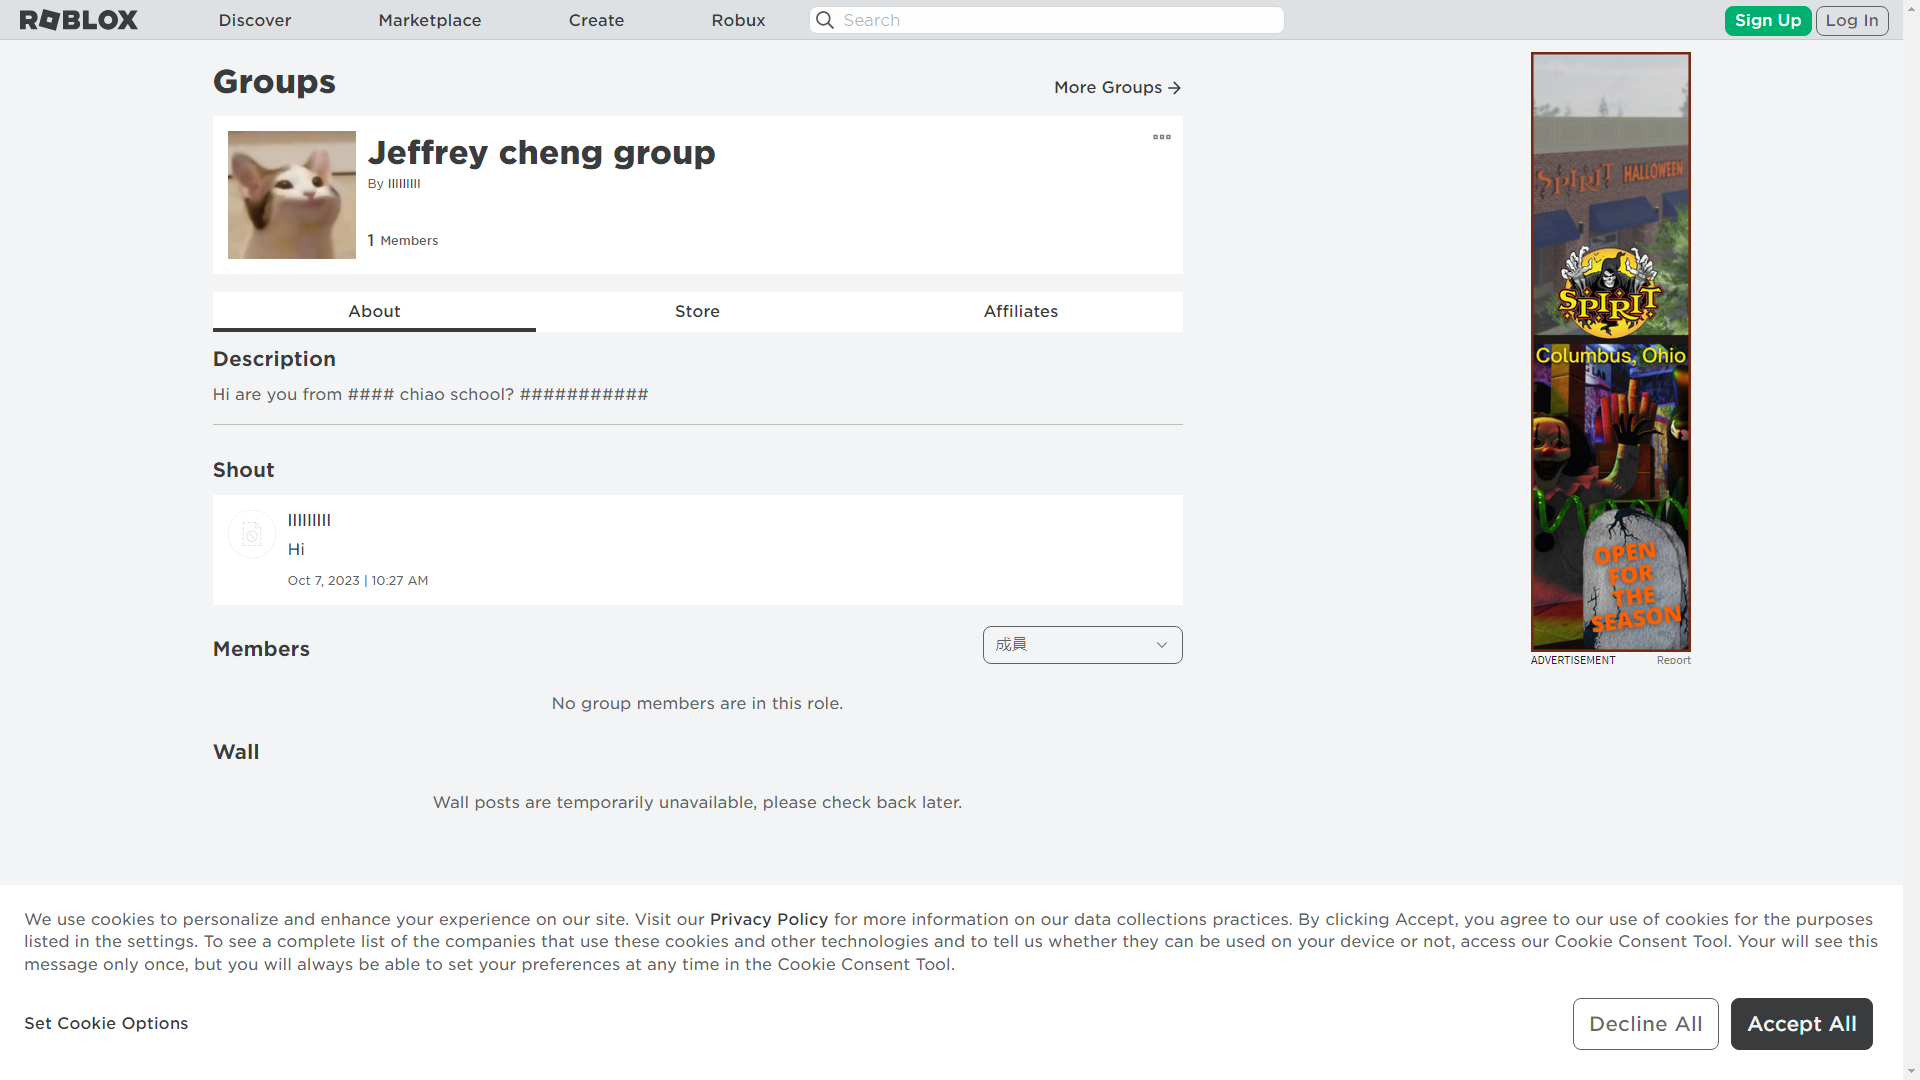 ROBLOX
Discover
Marketplace
Create
Robux
Search
Sign Up
Log In
Groups
More Groups
Jeffrey cheng group
By lllllllll
1 Members
About
Store
Affiliates
Description
Hi are you from #### chiao school? ###########
Shout
lllllllll
Hi
Oct 7, 2023 | 10:27 AM
Members
成員
No group members are in this role.
Wall
Wall posts are temporarily unavailable, please check back later.
SPIRIT HALLOWEEN
SPIRIT
Columbus, Ohio
OPEN
FOR
THE
SEASON
ADVERTISEMENT
Report
We use cookies to personalize and enhance your experience on our site. Visit our Privacy Policy for more information on our data collections practices. By clicking Accept, you agree to our use of cookies for the purposes
listed in the settings. To see a complete list of the companies that use these cookies and other technologies and to tell us whether they can be used on your device or not, access our Cookie Consent Tool. Your will see this
message only once, but you will always be able to set your preferences at any time in the Cookie Consent Tool.
Set Cookie Options
Decline All
Accept All